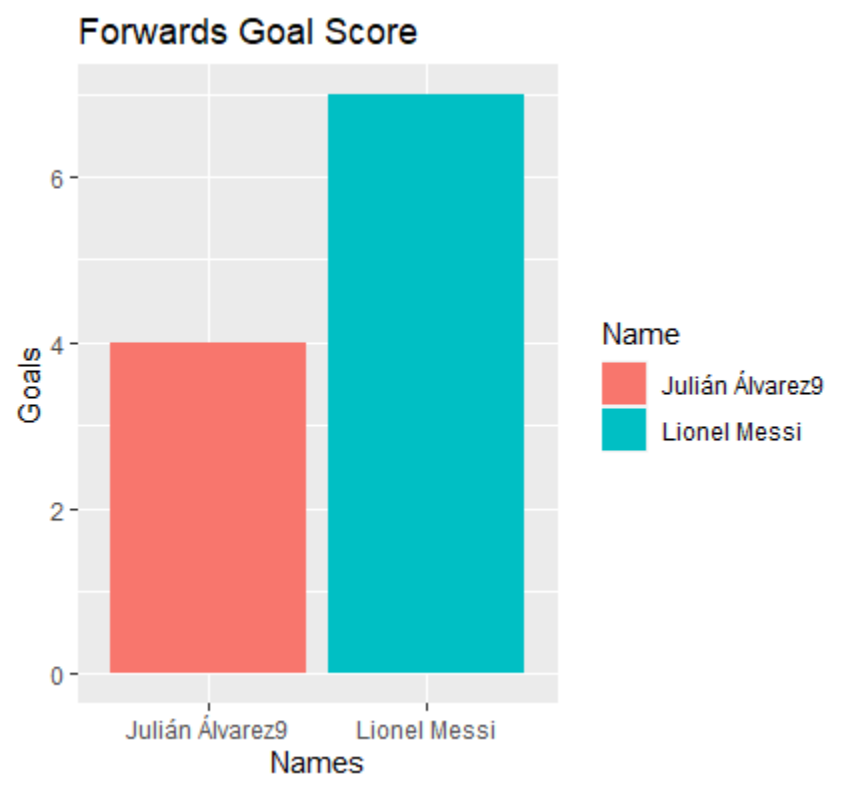 Forwards Goal Score
Goals
6
4
2
0
Julián Álvarez9
Lionel Messi
Names
Name
Julián Álvarez9
Lionel Messi